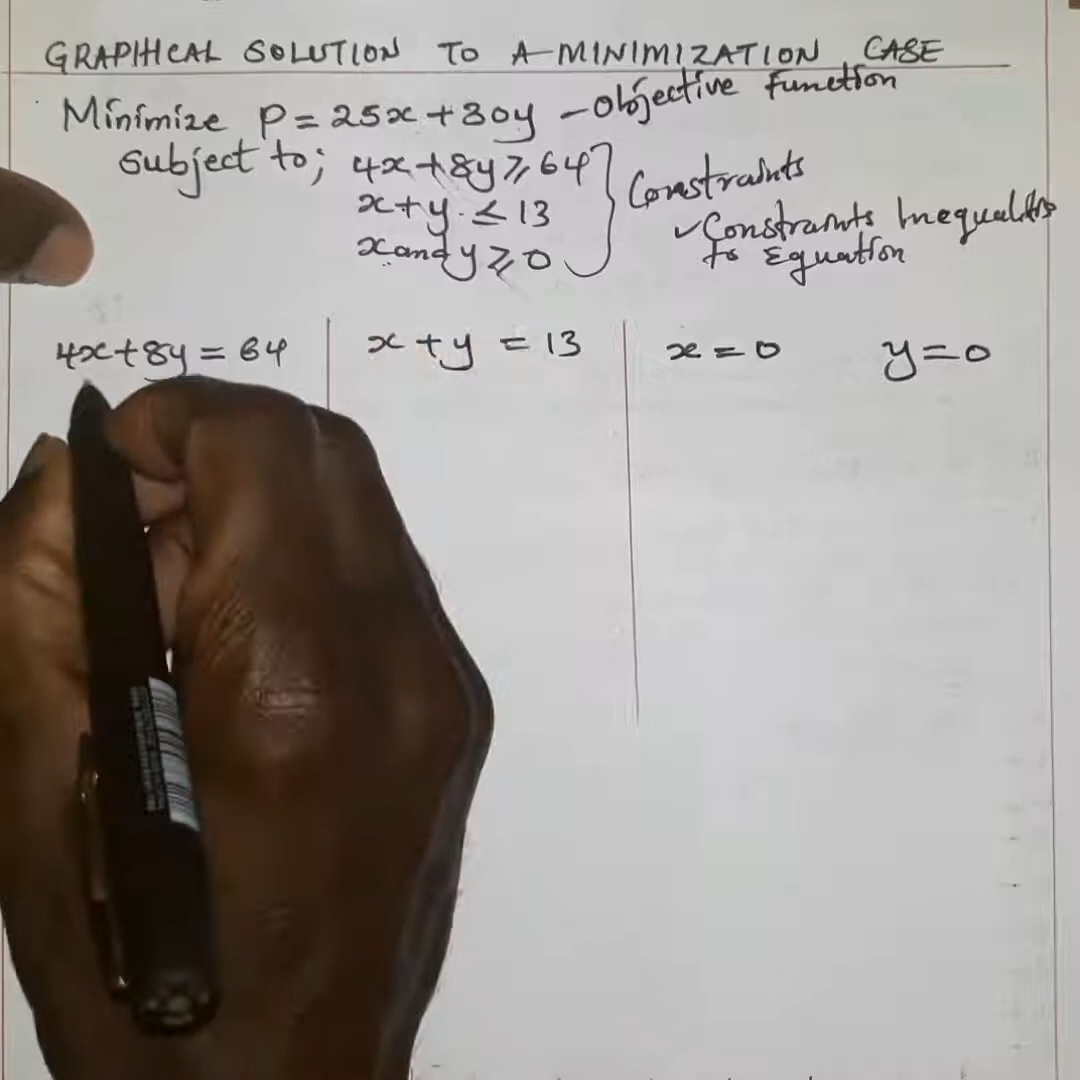 GRAPIHCAL SOLUTION TO A MINIMIZATION CASE
Minimize P = 25x + 30y - Objective Function
Subject to; 4x + 8y ≥ 64 } Constraints
x + y ≤ 13 ✓ Constraints Inequalities
x and y ≥ 0 to Equation
4x + 8y = 64 x + y = 13 x = 0 y = 0